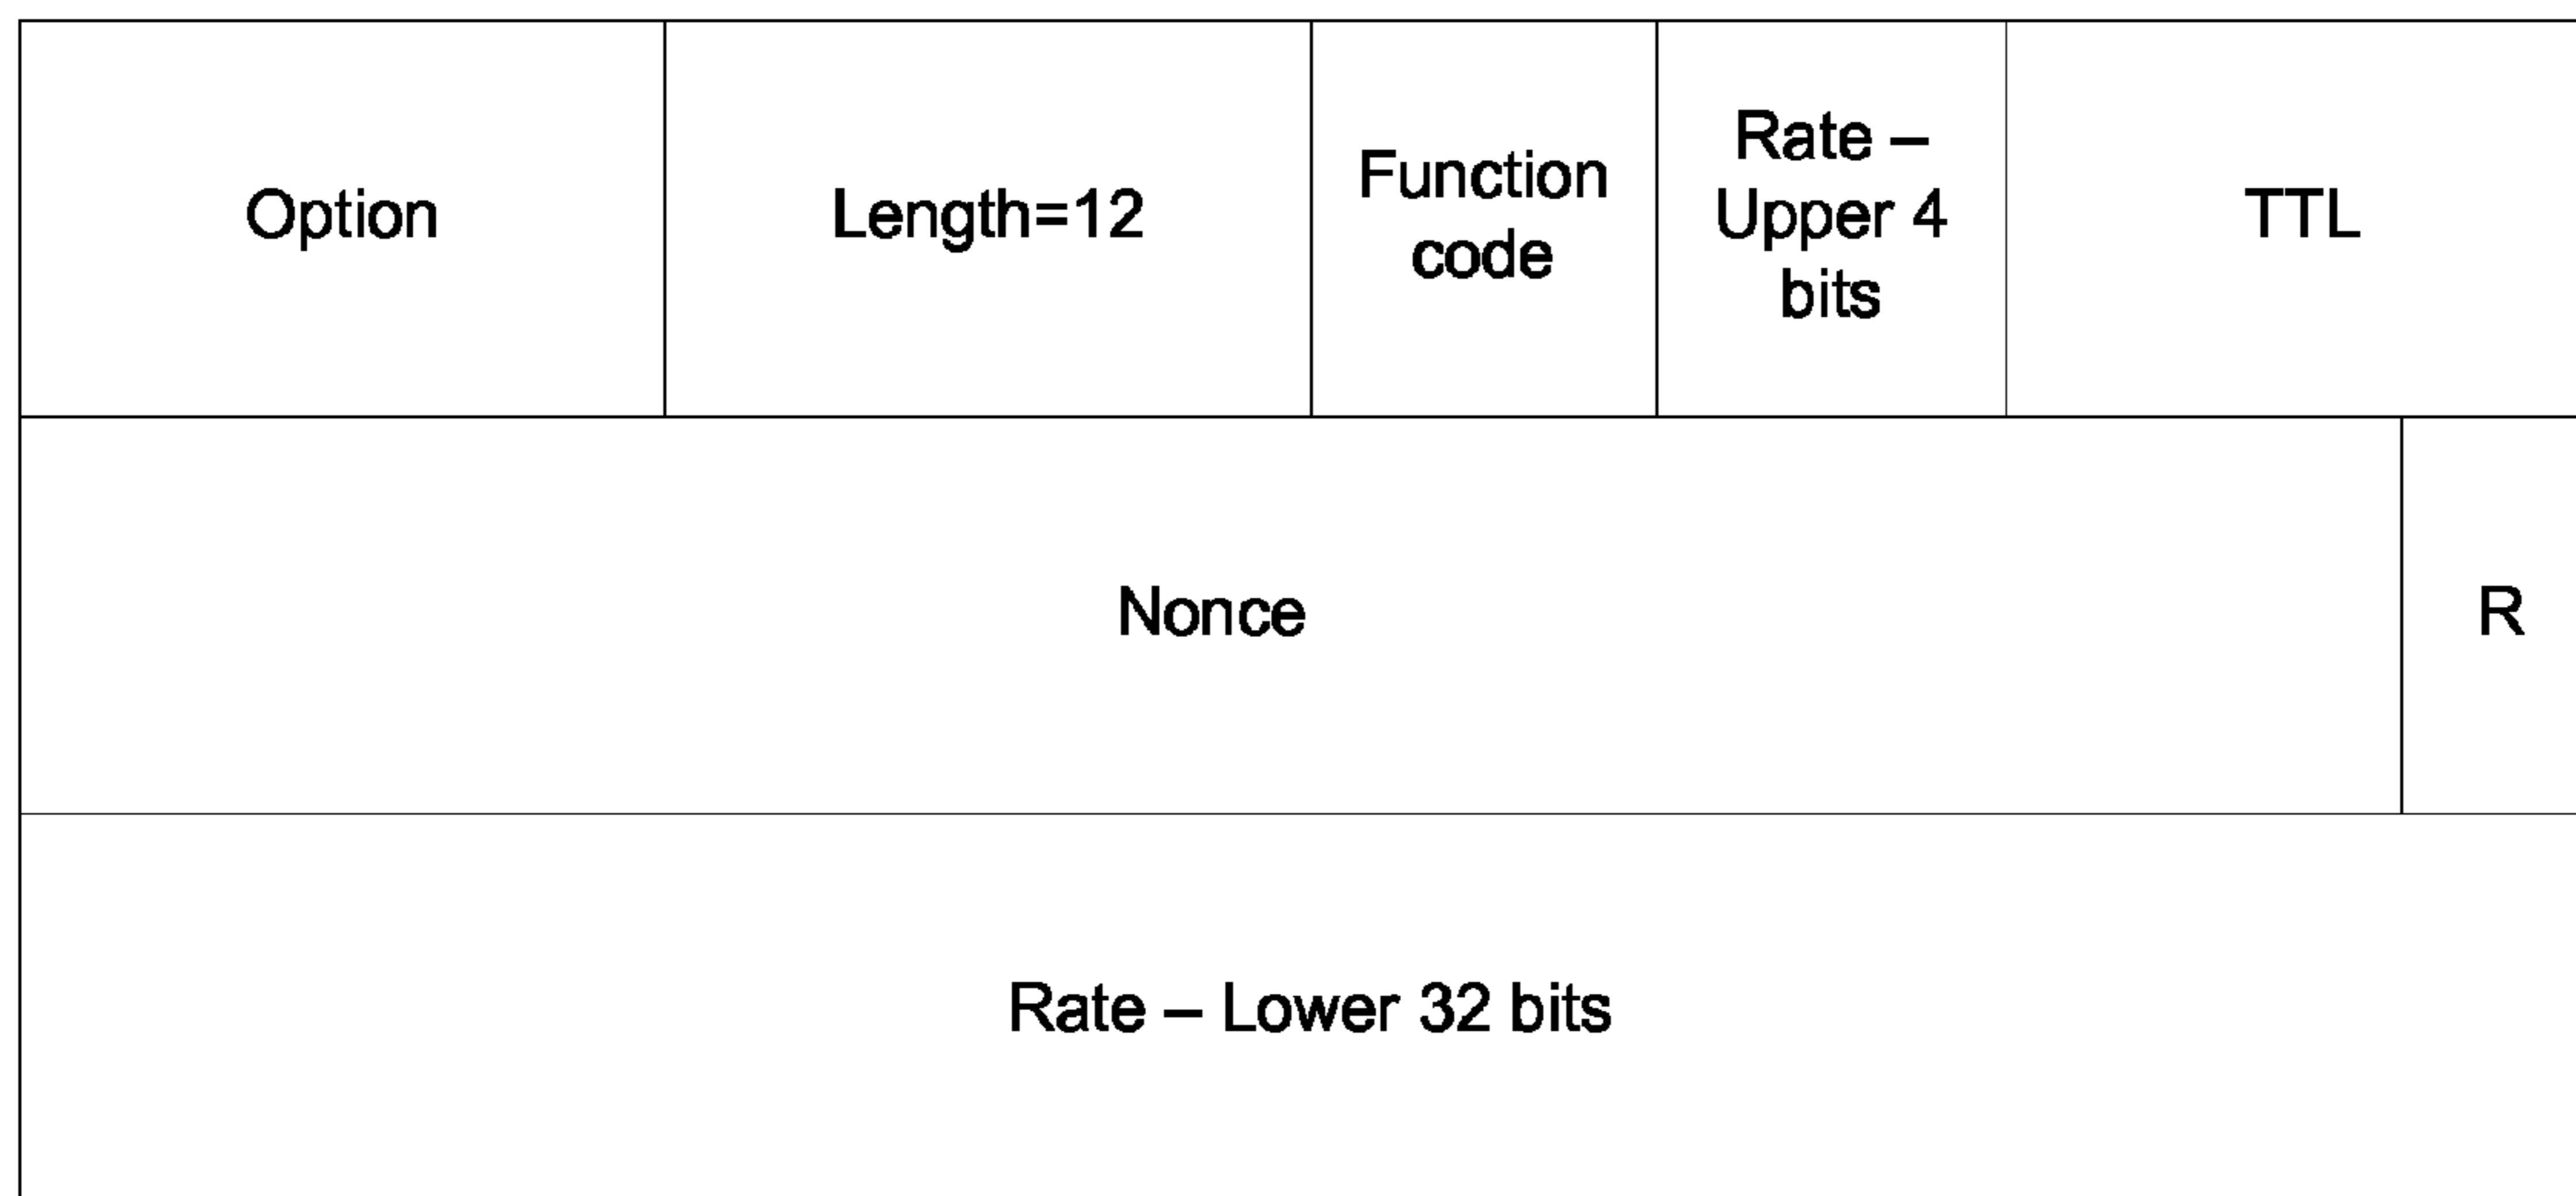 Option
Length=12
Function
code
Rate –
Upper 4
bits
TTL
Nonce
R
Rate – Lower 32 bits